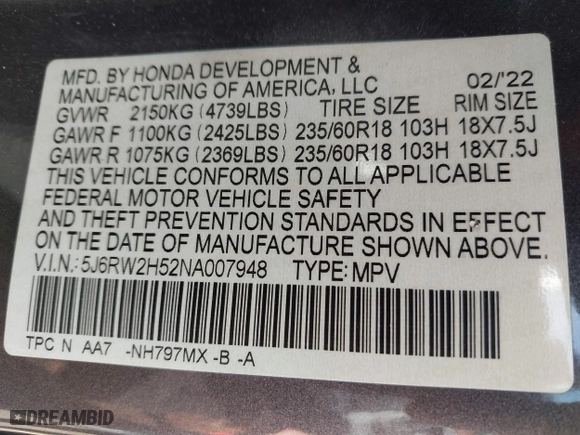 MFD. BY HONDA DEVELOPMENT &
MANUFACTURING OF AMERICA, LLC 02/'22
GVWR 2150KG (4739LBS) TIRE SIZE RIM SIZE
GAWR F 1100KG (2425LBS) 235/60R18 103H 18X7.5J
GAWR R 1075KG (2369LBS) 235/60R18 103H 18X7.5J
THIS VEHICLE CONFORMS TO ALL APPLICABLE
FEDERAL MOTOR VEHICLE SAFETY
AND THEFT PREVENTION STANDARDS IN EFFECT
ON THE DATE OF MANUFACTURE SHOWN ABOVE.
V.I.N.: 5J6RW2H52NA007948 TYPE: MPV
TPC N AA7 -NH797MX -B -A
DREAMBID